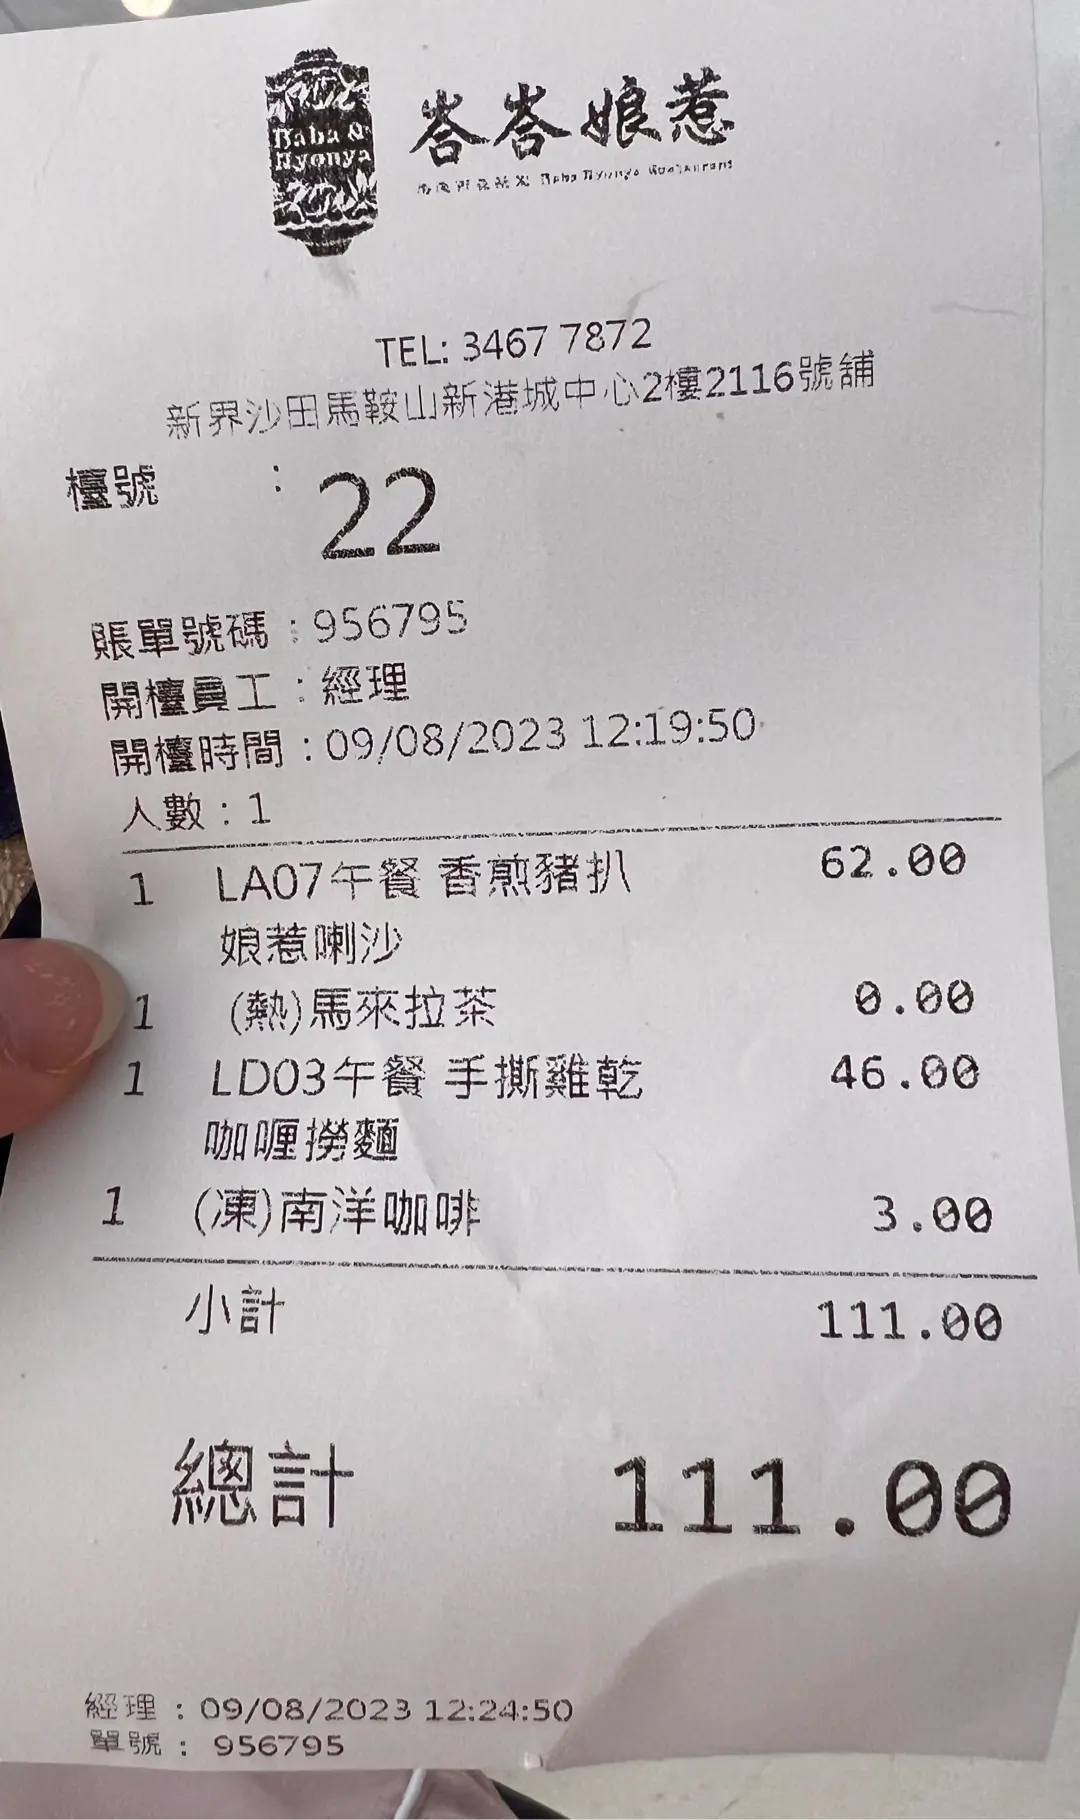 Baba &
Nyonya
峇峇娘惹
Baba Nyonya Restaurant
TEL: 3467 7872
新界沙田馬鞍山新港城中心2樓2116號舖
檯號 : 22
賬單號碼 : 956795
開檯員工 : 經理
開檯時間 : 09/08/2023 12:19:50
人數 : 1
1 LA07午餐 香煎豬扒 62.00
娘惹喇沙
1 (熱)馬來拉茶 0.00
1 LD03午餐 手撕雞乾 46.00
咖喱撈麵
1 (凍)南洋咖啡 3.00
小計 111.00
總計 111.00
經理 : 09/08/2023 12:24:50
單號 : 956795